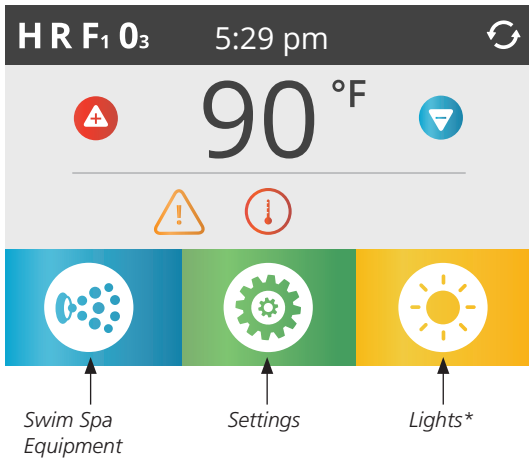 H R F₁ 0₃ 5:29 pm
90 °F
Swim Spa Settings Lights*
Equipment